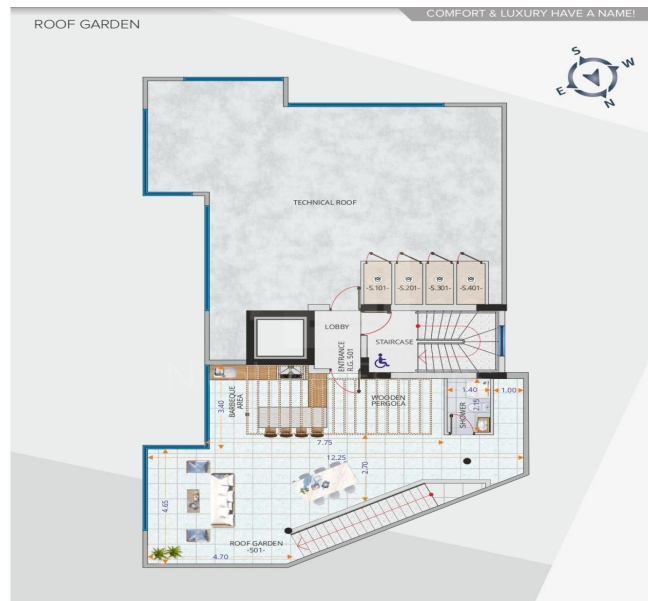 COMFORT & LUXURY HAVE A NAME!
ROOF GARDEN
S
W
E
N
TECHNICAL ROOF
-S.101-
-S.201-
-S.301-
-S.401-
LOBBY
STAIRCASE
ENTRANCE
R.G. 501
BARBEQUE
AREA
3.40
WOODEN
PERGOLA
SHOWER
1.40
2.15
1.00
7.75
12.25
2.70
4.65
ROOF GARDEN
-501-
4.70